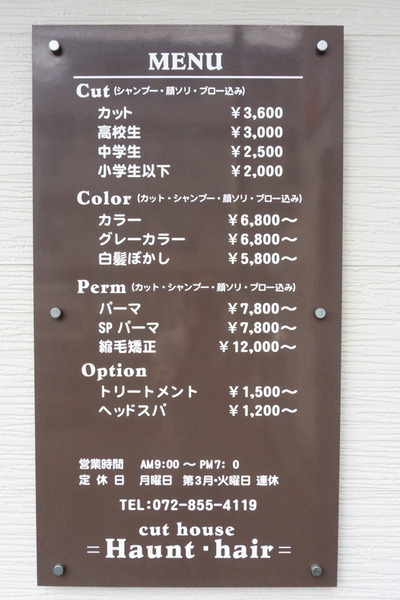 MENU
Cut (シャンプー・顔ソリ・ブロー込み)
カット ¥3,600
高校生 ¥3,000
中学生 ¥2,500
小学生以下 ¥2,000
Color (カット・シャンプー・顔ソリ・ブロー込み)
カラー ¥6,800〜
グレーカラー ¥6,800〜
白髪ぼかし ¥5,800〜
Perm (カット・シャンプー・顔ソリ・ブロー込み)
パーマ ¥7,800〜
SPパーマ ¥7,800〜
縮毛矯正 ¥12,000〜
Option
トリートメント ¥1,500〜
ヘッドスパ ¥1,200〜
営業時間 AM9:00 〜 PM7: 0
定休日 月曜日 第3月・火曜日 連休
TEL:072-855-4119
cut house
=Haunt・hair=